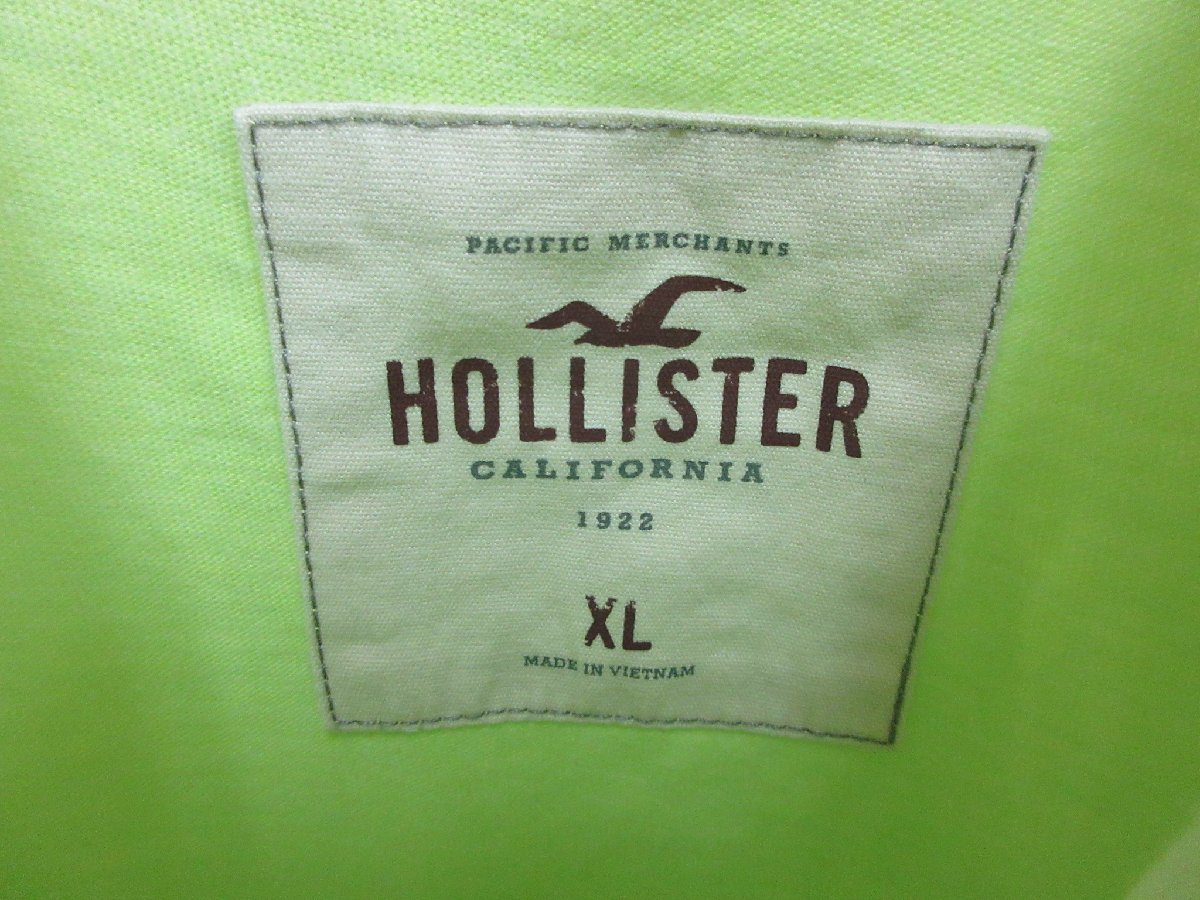 PACIFIC MERCHANTS
HOLLISTER
CALIFORNIA
1922
XL
MADE IN VIETNAM